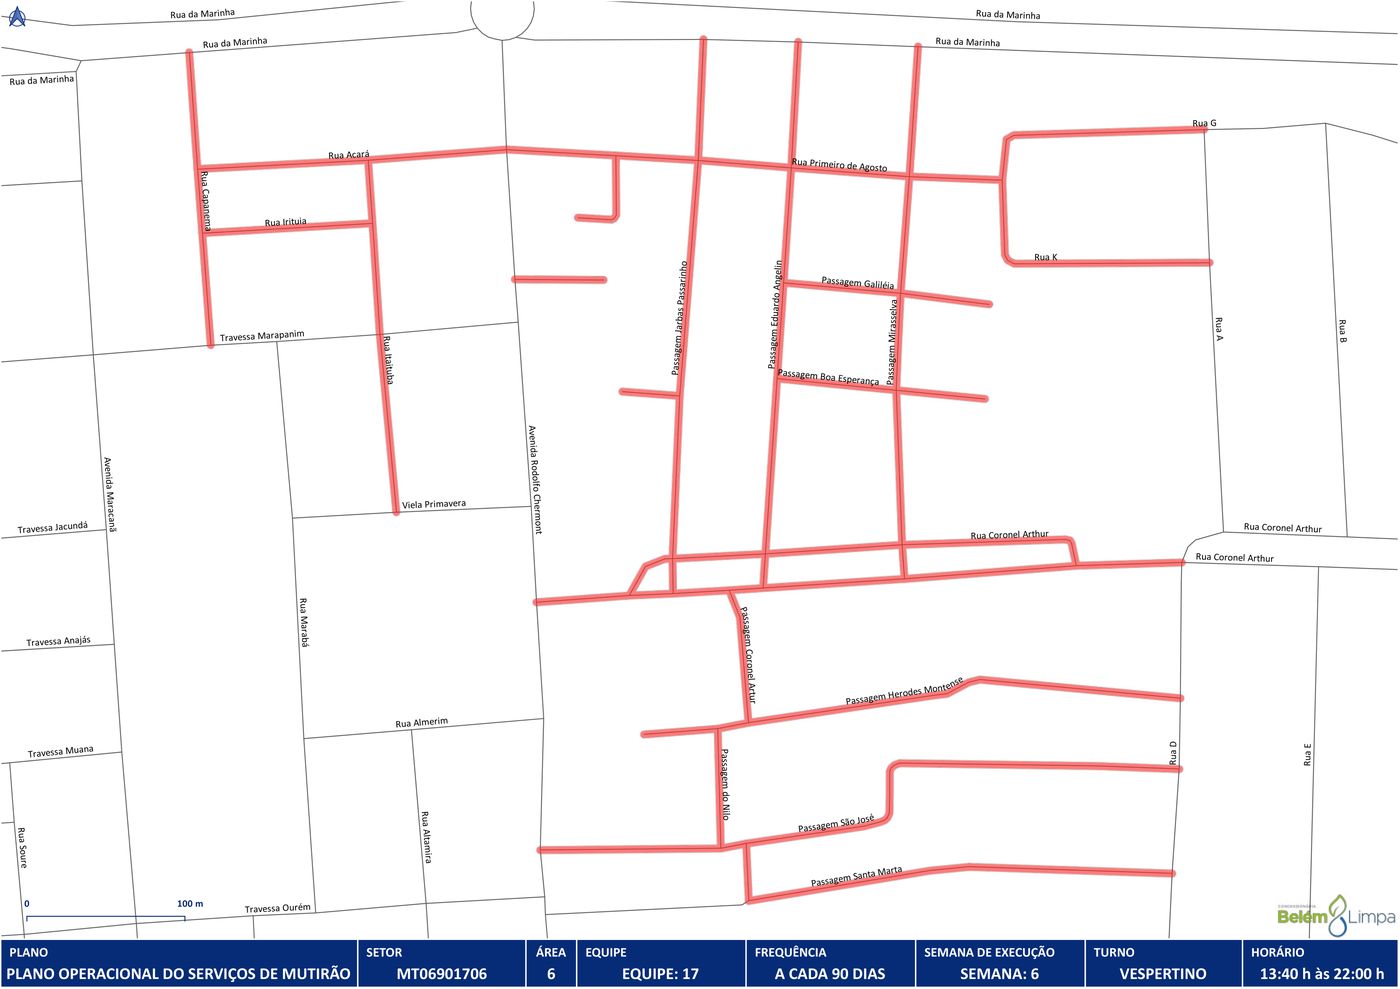 Rua da Marinha
Rua da Marinha
Rua da Marinha
Rua da Marinha
Rua da Marinha
Rua G
Rua Acará
Rua Primeiro de Agosto
Rua Capanema
Rua Irituia
Rua K
Passagem Galiléia
Passagem Jarbas Passarinho
Passagem Eduardo Angelin
Passagem Mirasselva
Rua A
Rua B
Travessa Marapanim
Rua Itaituba
Passagem Boa Esperança
Avenida Maracanã
Avenida Rodolfo Chermont
Viela Primavera
Travessa Jacundá
Rua Coronel Arthur
Rua Coronel Arthur
Rua Coronel Arthur
Rua Marabá
Passagem Coronel Artur
Travessa Anajás
Passagem Herodes Montense
Rua Almerim
Travessa Muana
Passagem do Nilo
Rua D
Rua E
Rua Soure
Rua Altamira
Passagem São José
Passagem Santa Marta
Travessa Ourém
0 100 m
CONCESSIONÁRIA
Belém Limpa
PLANO
PLANO OPERACIONAL DO SERVIÇOS DE MUTIRÃO
SETOR
MT06901706
ÁREA
6
EQUIPE
EQUIPE: 17
FREQUÊNCIA
A CADA 90 DIAS
SEMANA DE EXECUÇÃO
SEMANA: 6
TURNO
VESPERTINO
HORÁRIO
13:40 h às 22:00 h